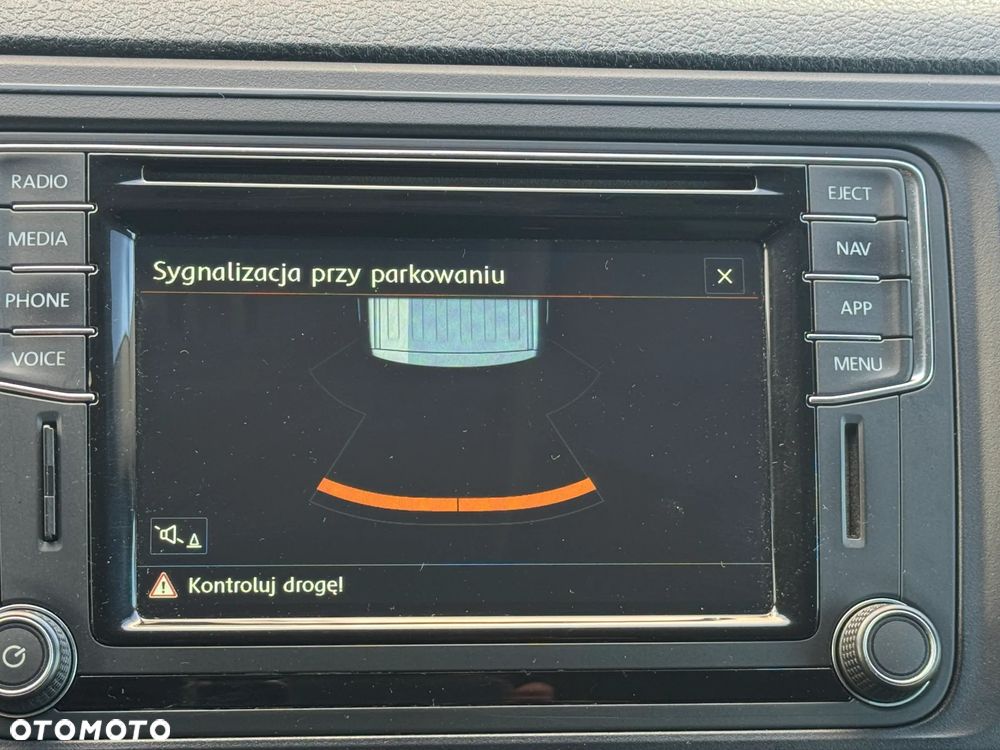 RADIO
MEDIA
PHONE
VOICE
EJECT
NAV
APP
MENU
Sygnalizacja przy parkowaniu
Kontroluj drogę!
OTOMOTO